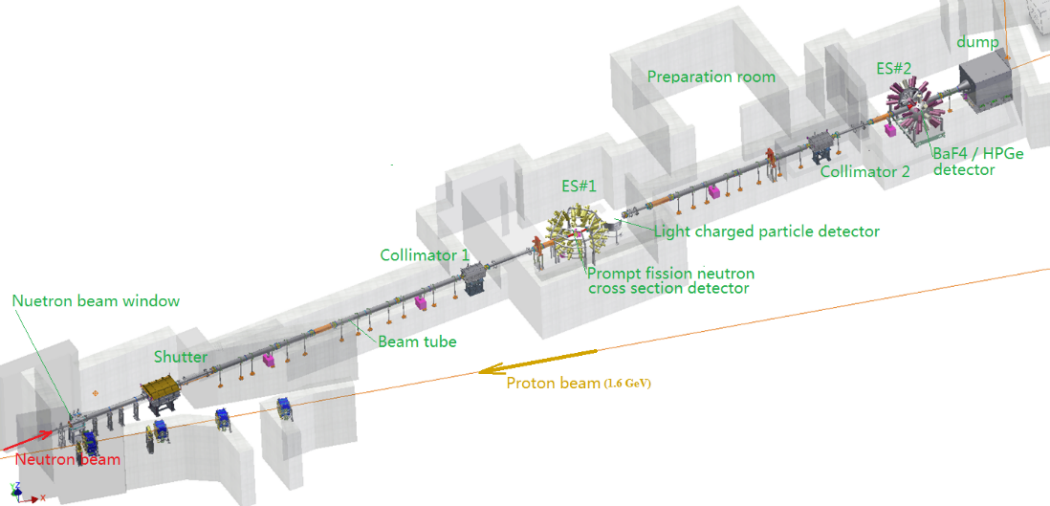 dump
ES#2
Preparation room
BaF4 / HPGe
detector
Collimator 2
ES#1
Light charged particle detector
Collimator 1
Prompt fission neutron
cross section detector
Nuetron beam window
Beam tube
Shutter
Proton beam (1.6 GeV)
Neutron beam
Z
Y
X